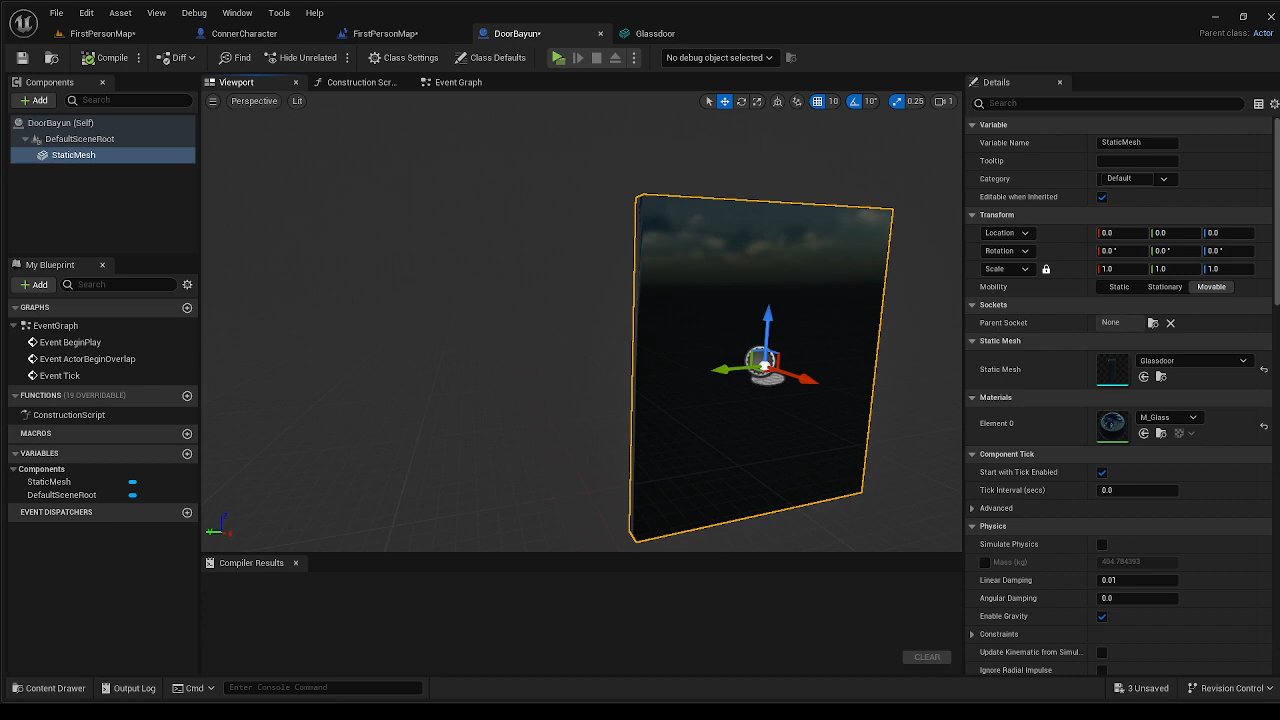 File Edit Asset View Debug Window Tools Help
FirstPersonMap* ConnerCharacter FirstPersonMap* DoorBayun* Glassdoor Parent class: Actor
Compile Diff Find Hide Unrelated Class Settings Class Defaults No debug object selected
Components
Add Search
DoorBayun (Self)
DefaultSceneRoot
StaticMesh
My Blueprint
Add Search
GRAPHS
EventGraph
Event BeginPlay
Event ActorBeginOverlap
Event Tick
FUNCTIONS (19 OVERRIDABLE)
ConstructionScript
MACROS
VARIABLES
Components
StaticMesh
DefaultSceneRoot
EVENT DISPATCHERS
Viewport Construction Scr... Event Graph
Perspective Lit 10 10° 0.25 1
Compiler Results
CLEAR
Details
Search
Variable
Variable Name StaticMesh
Tooltip
Category Default
Editable when Inherited
Transform
Location 0.0 0.0 0.0
Rotation 0.0° 0.0° 0.0°
Scale 1.0 1.0 1.0
Mobility Static Stationary Movable
Sockets
Parent Socket None
Static Mesh
Static Mesh Glassdoor
Materials
Element 0 M_Glass
Component Tick
Start with Tick Enabled
Tick Interval (secs) 0.0
Advanced
Physics
Simulate Physics
Mass (kg) 404.784393
Linear Damping 0.01
Angular Damping 0.0
Enable Gravity
Constraints
Update Kinematic from Simul...
Ignore Radial Impulse
Content Drawer Output Log Cmd Enter Console Command 3 Unsaved Revision Control